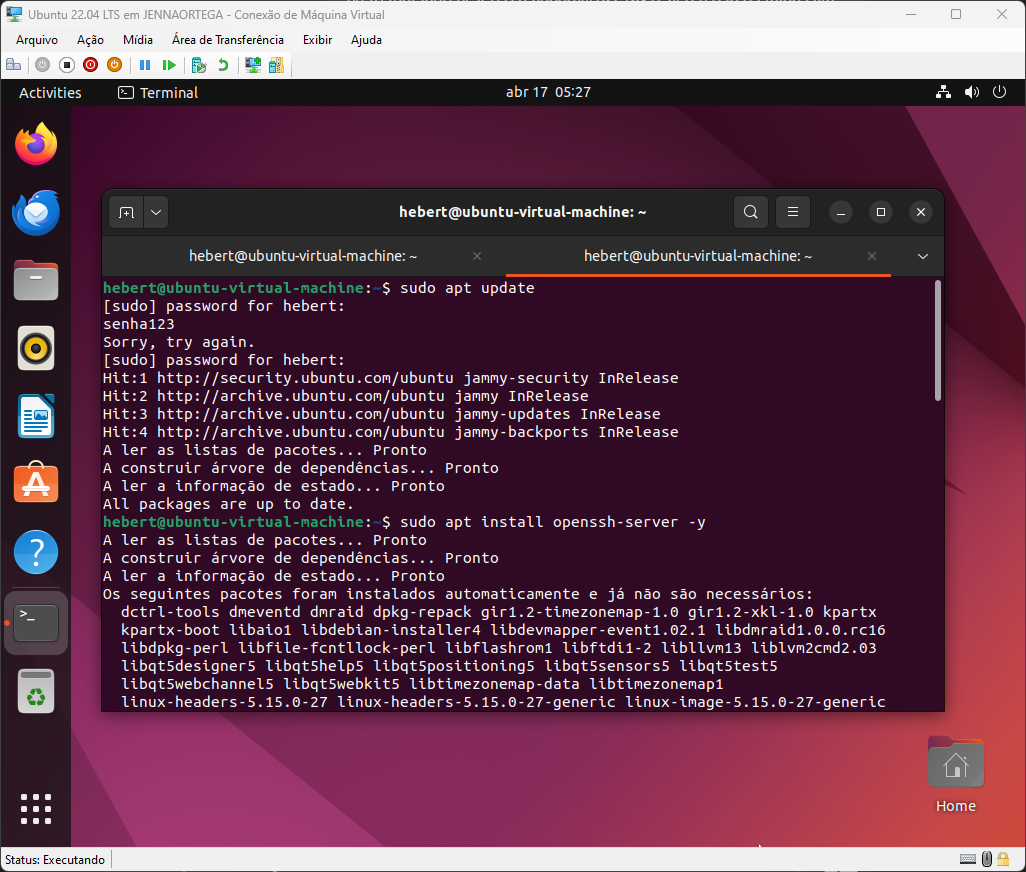 Ubuntu 22.04 LTS em JENNAORTEGA - Conexão de Máquina Virtual
Arquivo Ação Mídia Área de Transferência Exibir Ajuda
Activities Terminal abr 17 05:27
hebert@ubuntu-virtual-machine: ~
hebert@ubuntu-virtual-machine: ~ hebert@ubuntu-virtual-machine: ~
hebert@ubuntu-virtual-machine:~$ sudo apt update
[sudo] password for hebert:
senha123
Sorry, try again.
[sudo] password for hebert:
Hit:1 http://security.ubuntu.com/ubuntu jammy-security InRelease
Hit:2 http://archive.ubuntu.com/ubuntu jammy InRelease
Hit:3 http://archive.ubuntu.com/ubuntu jammy-updates InRelease
Hit:4 http://archive.ubuntu.com/ubuntu jammy-backports InRelease
A ler as listas de pacotes... Pronto
A construir árvore de dependências... Pronto
A ler a informação de estado... Pronto
All packages are up to date.
hebert@ubuntu-virtual-machine:~$ sudo apt install openssh-server -y
A ler as listas de pacotes... Pronto
A construir árvore de dependências... Pronto
A ler a informação de estado... Pronto
Os seguintes pacotes foram instalados automaticamente e já não são necessários:
dctrl-tools dmeventd dmraid dpkg-repack gir1.2-timezonemap-1.0 gir1.2-xkl-1.0 kpartx
kpartx-boot libaio1 libdebian-installer4 libdevmapper-event1.02.1 libdmraid1.0.0.rc16
libdpkg-perl libfile-fcntllock-perl libflashrom1 libftdi1-2 libllvm13 liblvm2cmd2.03
libqt5designer5 libqt5help5 libqt5positioning5 libqt5sensors5 libqt5test5
libqt5webchannel5 libqt5webkit5 libtimezonemap-data libtimezonemap1
linux-headers-5.15.0-27 linux-headers-5.15.0-27-generic linux-image-5.15.0-27-generic
Home
Status: Executando